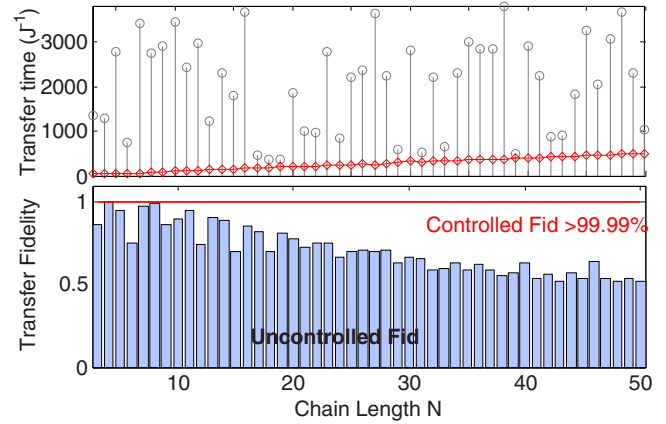 Transfer time (J⁻¹)
3000
2000
1000
0
Transfer Fidelity
1
0.5
0
Controlled Fid >99.99%
Uncontrolled Fid
10
20
30
40
50
Chain Length N